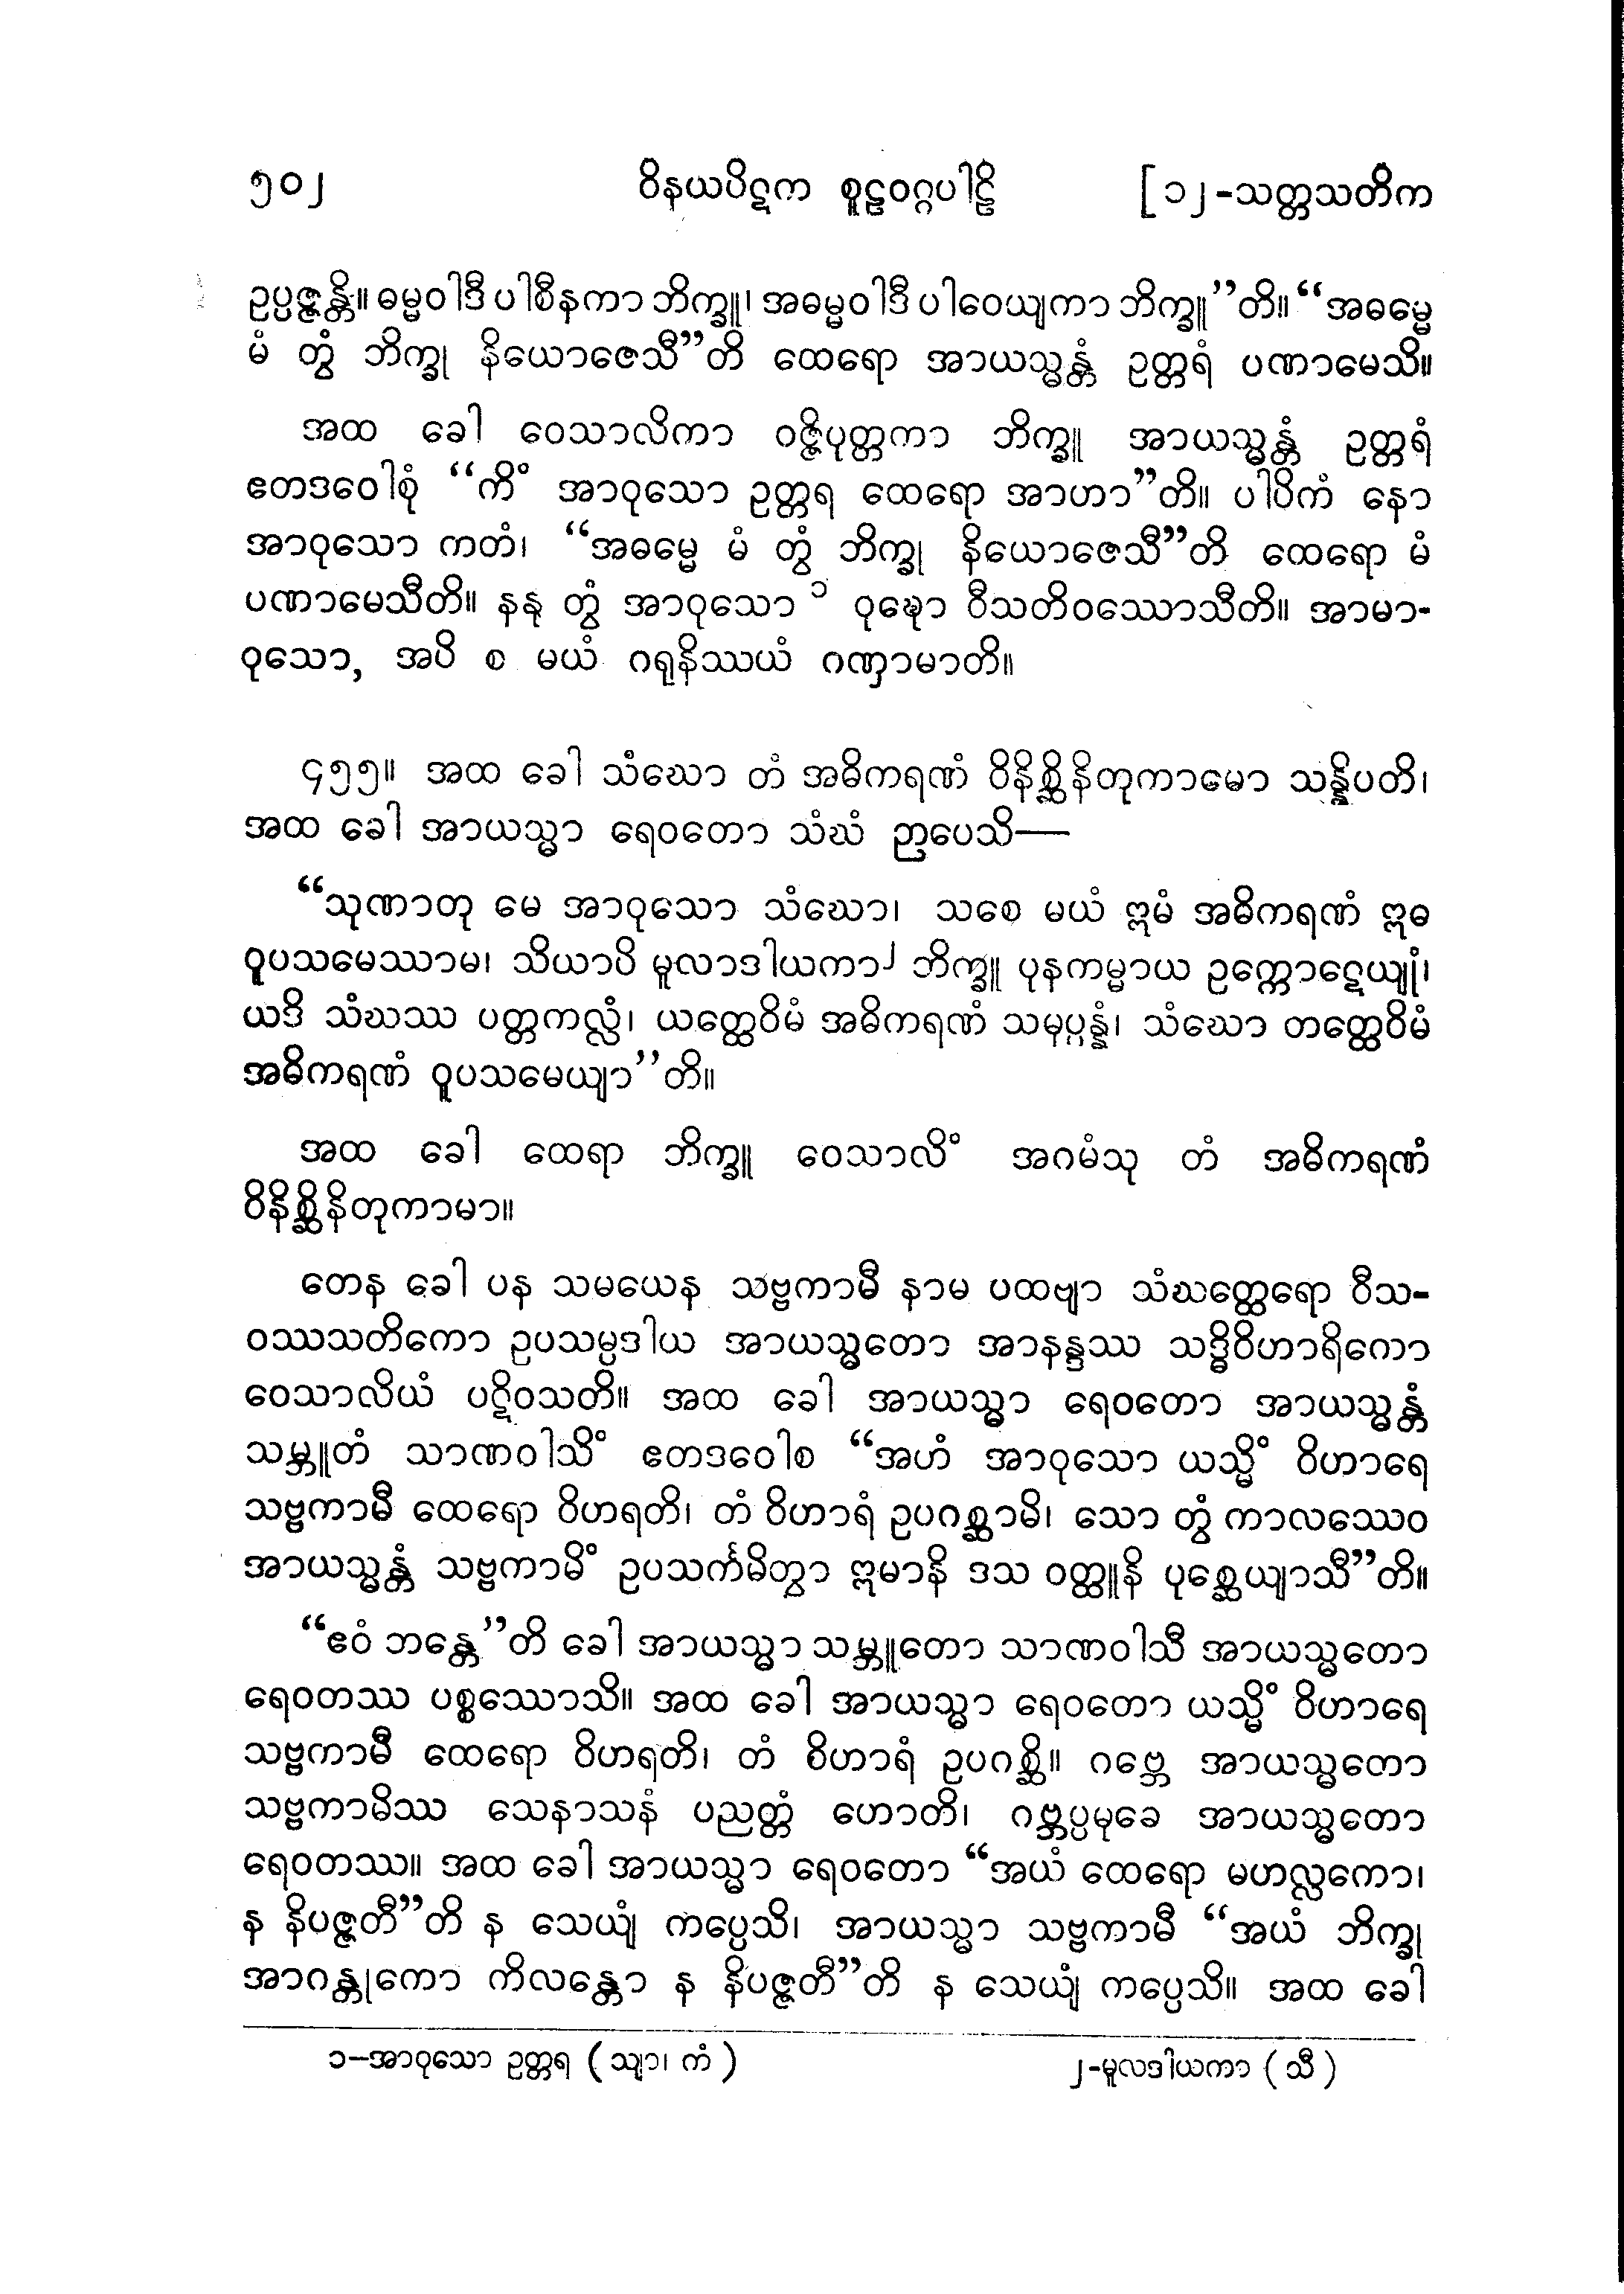 ၅၀၂ ဝိနယပိဋက စူဠဝဂ္ဂပါဠိ [၁၂-သတ္တသတိက
ဥပ္ပဇ္ဇန္တိ။ ဓမ္မဝါဒီ ပါစီနကာ ဘိက္ခူ၊ အဓမ္မဝါဒီ ပါဝေယျကာ ဘိက္ခူ”တိ။ “အဓမ္မေ
မံ တွံ ဘိက္ခု နိယောဇေသီ”တိ ထေရော အာယသ္မန္တံ ဥတ္တရံ ပဏာမေသိ။
အထ ခေါ ဝေသာလိကာ ဝဇ္ဇိပုတ္တကာ ဘိက္ခူ အာယသ္မန္တံ ဥတ္တရံ
ဧတဒဝေါစုံ “ကိံ အာဝုသော ဥတ္တရ ထေရော အာဟာ”တိ။ ပါပိကံ နော
အာဝုသော ကတံ၊ “အဓမ္မေ မံ တွံ ဘိက္ခု နိယောဇေသီ”တိ ထေရော မံ
ပဏာမေသီတိ။ နနု တွံ အာဝုသော ၁ ဝုဍ္ဎော ဝီသတိဝဿောသီတိ။ အာမာ-
ဝုသော, အပိ စ မယံ ဂရုနိဿယံ ဂဏှာမာတိ။
၄၅၅။ အထ ခေါ သံဃော တံ အဓိကရဏံ ဝိနိစ္ဆိနိတုကာမော သန္နိပတိ၊
အထ ခေါ အာယသ္မာ ရေဝတော သံဃံ ဉာပေသိ—
“သုဏာတု မေ အာဝုသော သံဃော၊ သစေ မယံ ဣမံ အဓိကရဏံ ဣဓ
ဝူပသမေဿာမ၊ သိယာပိ မူလာဒါယကာ၂ ဘိက္ခူ ပုနကမ္မာယ ဥက္ကောဋေယျုံ၊
ယဒိ သံဃဿ ပတ္တကလ္လံ၊ ယတ္ထေဝိမံ အဓိကရဏံ သမုပ္ပန္နံ၊ သံဃော တတ္ထေဝိမံ
အဓိကရဏံ ဝူပသမေယျာ”တိ။
အထ ခေါ ထေရာ ဘိက္ခူ ဝေသာလိံ အဂမံသု တံ အဓိကရဏံ
ဝိနိစ္ဆိနိတုကာမာ။
တေန ခေါ ပန သမယေန သဗ္ဗကာမီ နာမ ပထဗျာ သံဃတ္ထေရော ဝီသ-
ဝဿသတိကော ဥပသမ္ပဒါယ အာယသ္မတော အာနန္ဒဿ သဒ္ဓိဝိဟာရိကော
ဝေသာလိယံ ပဋိဝသတိ။ အထ ခေါ အာယသ္မာ ရေဝတော အာယသ္မန္တံ
သမ္ဘူတံ သာဏဝါသိံ ဧတဒဝေါစ “အဟံ အာဝုသော ယသ္မိံ ဝိဟာရေ
သဗ္ဗကာမီ ထေရော ဝိဟရတိ၊ တံ ဝိဟာရံ ဥပဂစ္ဆာမိ၊ သော တွံ ကာလဿေဝ
အာယသ္မန္တံ သဗ္ဗကာမိံ ဥပသင်္ကမိတွာ ဣမာနိ ဒသ ဝတ္ထူနိ ပုစ္ဆေယျာသီ”တိ။
“ဧဝံ ဘန္တေ”တိ ခေါ အာယသ္မာ သမ္ဘူတော သာဏဝါသီ အာယသ္မတော
ရေဝတဿ ပစ္စဿောသိ။ အထ ခေါ အာယသ္မာ ရေဝတော ယသ္မိံ ဝိဟာရေ
သဗ္ဗကာမီ ထေရော ဝိဟရတိ၊ တံ ဝိဟာရံ ဥပဂစ္ဆိ။ ဂဗ္ဘေ အာယသ္မတော
သဗ္ဗကာမိဿ သေနာသနံ ပညတ္တံ ဟောတိ၊ ဂဗ္ဘပ္ပမုခေ အာယသ္မတော
ရေဝတဿ။ အထ ခေါ အာယသ္မာ ရေဝတော “အယံ ထေရော မဟလ္လကော၊
န နိပဇ္ဇတီ”တိ န သေယျံ ကပ္ပေသိ၊ အာယသ္မာ သဗ္ဗကာမီ “အယံ ဘိက္ခု
အာဂန္တုကော ကိလန္တော န နိပဇ္ဇတီ”တိ န သေယျံ ကပ္ပေသိ။ အထ ခေါ
၁–အာဝုသော ဥတ္တရ (သျာ၊ ကံ) ၂-မူလဒါယကာ (သီ)